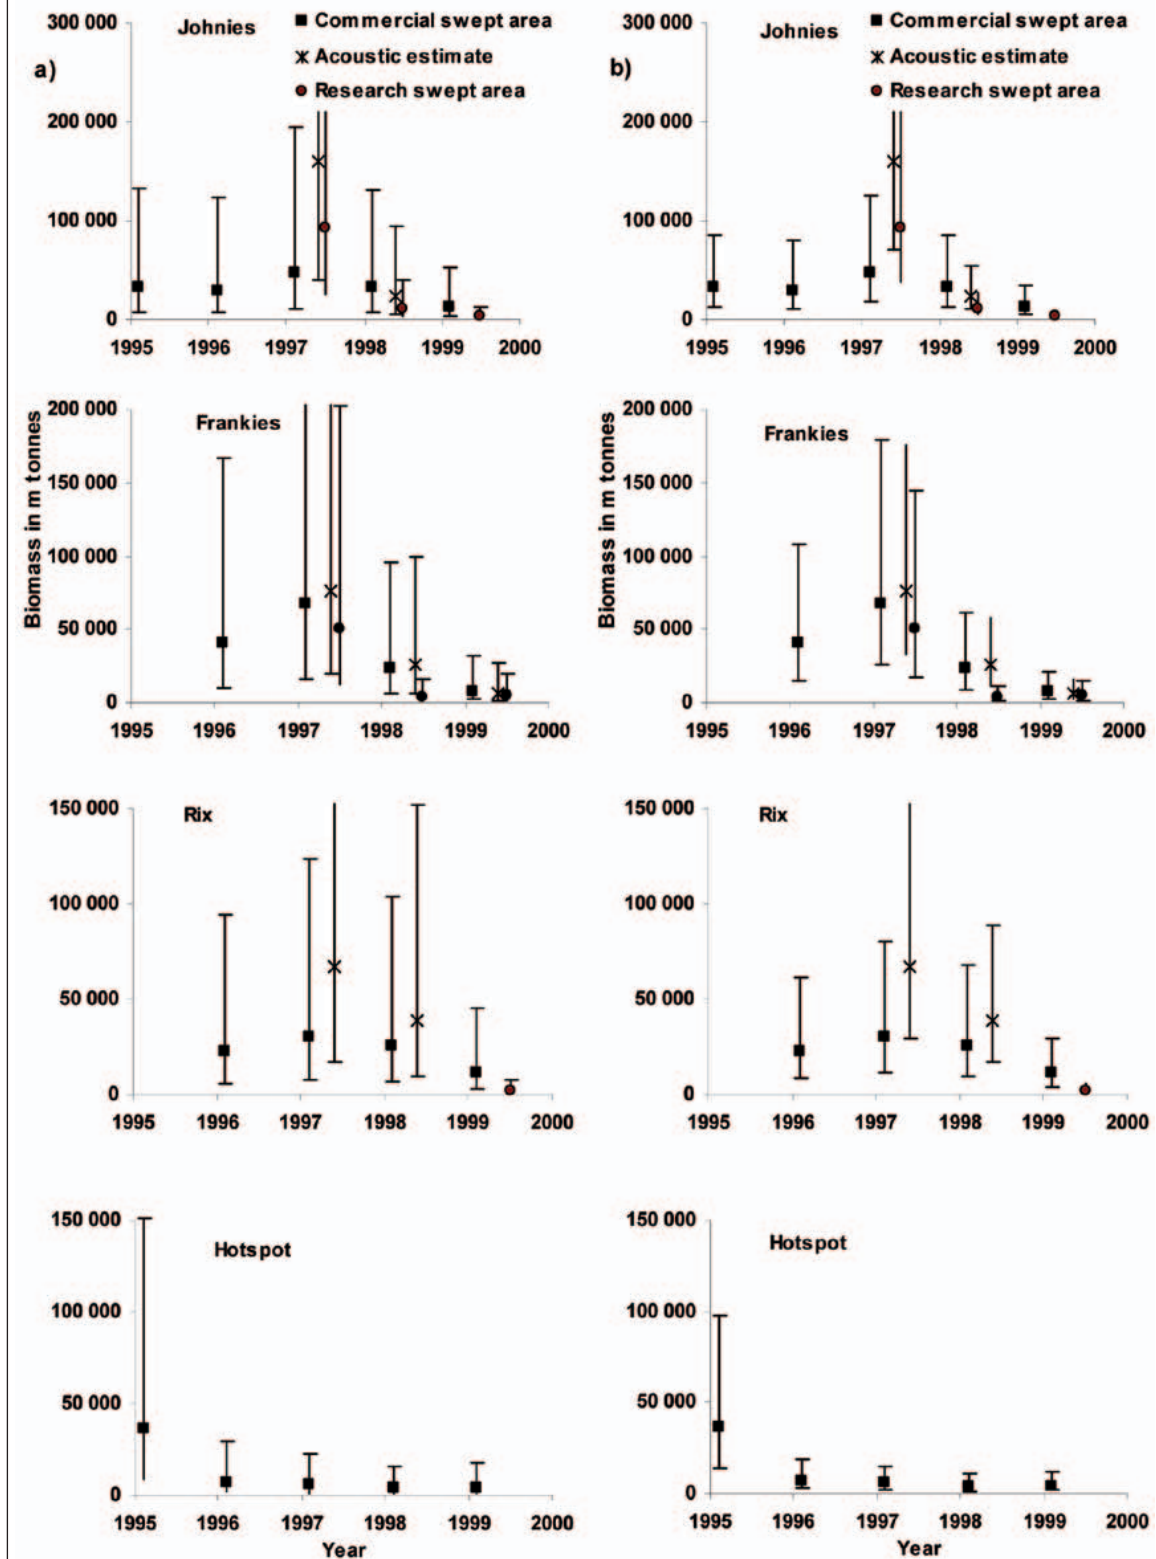 a)
Johnies
Commercial swept area
Acoustic estimate
Research swept area
300 000
200 000
100 000
0
1995 1996 1997 1998 1999 2000
b)
Johnies
Commercial swept area
Acoustic estimate
Research swept area
300 000
200 000
100 000
0
1995 1996 1997 1998 1999 2000
Biomass in m tonnes
Frankies
200 000
150 000
100 000
50 000
0
1995 1996 1997 1998 1999 2000
Biomass in m tonnes
Frankies
200 000
150 000
100 000
50 000
0
1995 1996 1997 1998 1999 2000
Rix
150 000
100 000
50 000
0
1995 1996 1997 1998 1999 2000
Rix
150 000
100 000
50 000
0
1995 1996 1997 1998 1999 2000
Hotspot
150 000
100 000
50 000
0
1995 1996 1997 1998 1999 2000
Year
Hotspot
150 000
100 000
50 000
0
1995 1996 1997 1998 1999 2000
Year